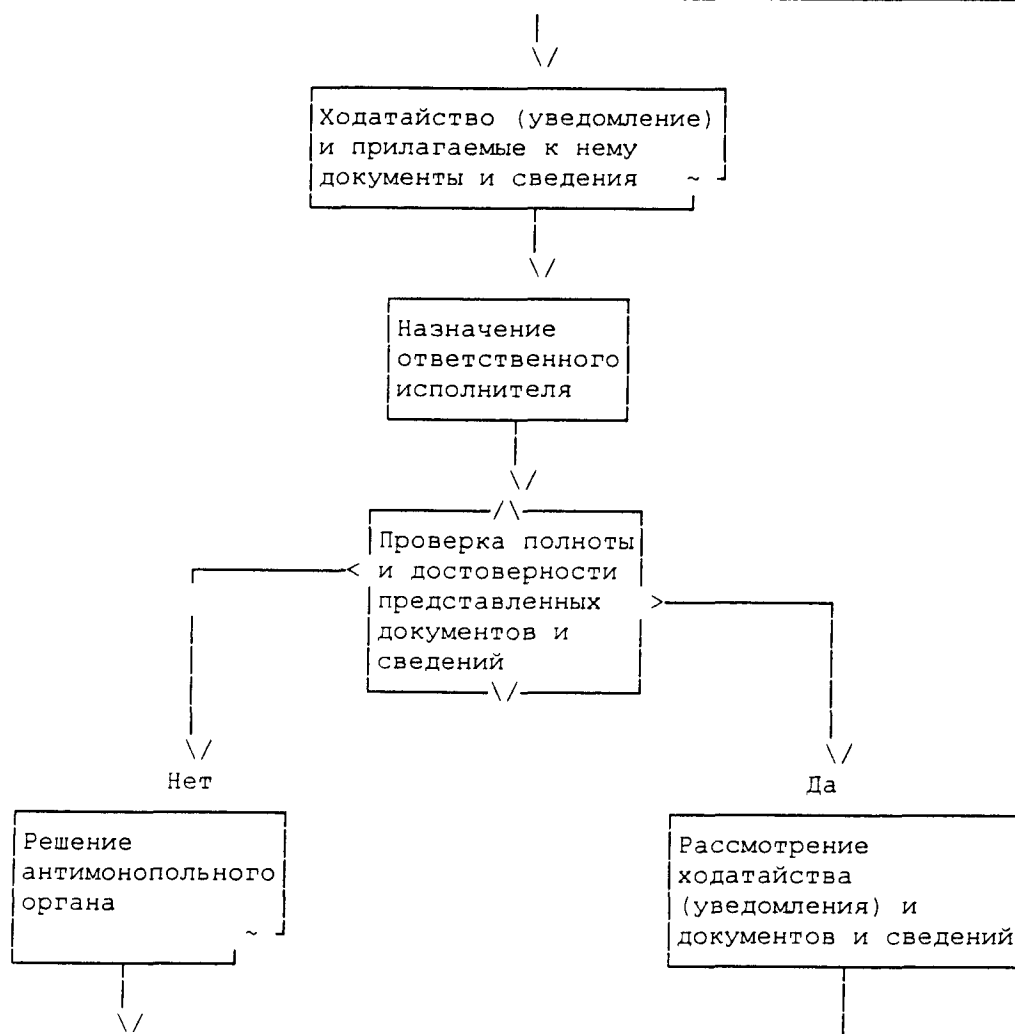 Ходатайство (уведомление)
и прилагаемые к нему
документы и сведения ~
Назначение
ответственного
исполнителя
Проверка полноты
и достоверности
представленных
документов и
сведений
Нет
Да
Решение
антимонопольного
органа
~
Рассмотрение
ходатайства
(уведомления) и
документов и сведений